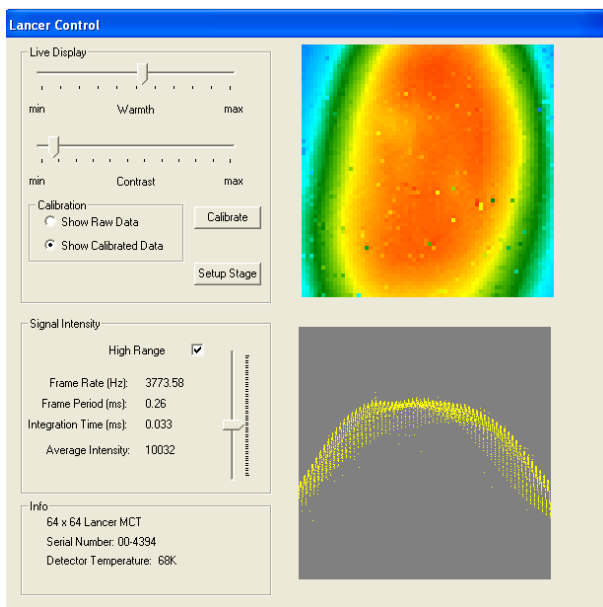 Lancer Control
Live Display
min Warmth max
min Contrast max
Calibration
Show Raw Data
Show Calibrated Data
Calibrate
Setup Stage
Signal Intensity
High Range
Frame Rate (Hz): 3773.58
Frame Period (ms): 0.26
Integration Time (ms): 0.033
Average Intensity: 10032
Info
64 x 64 Lancer MCT
Serial Number: 00-4394
Detector Temperature: 68K